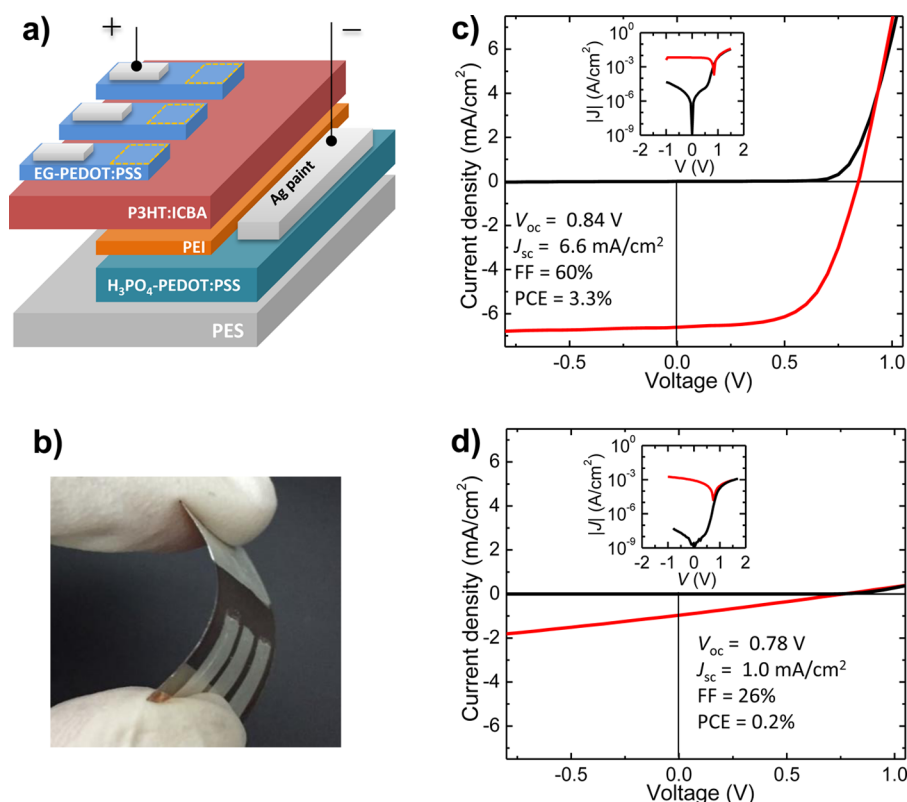 a)
+
−
EG-PEDOT:PSS
P3HT:ICBA
PEI
Ag paint
H₃PO₄-PEDOT:PSS
PES
b)
c)
Current density (mA/cm²)
6
4
2
0
-2
-4
-6
-0.5
0.0
0.5
1.0
Voltage (V)
|J| (A/cm²)
10⁰
10⁻³
10⁻⁶
10⁻⁹
-2
-1
0
1
2
V (V)
Voc = 0.84 V
Jsc = 6.6 mA/cm²
FF = 60%
PCE = 3.3%
d)
Current density (mA/cm²)
6
4
2
0
-2
-4
-6
-0.5
0.0
0.5
1.0
Voltage (V)
|J| (A/cm²)
10⁰
10⁻³
10⁻⁶
10⁻⁹
-2
-1
0
1
2
V (V)
Voc = 0.78 V
Jsc = 1.0 mA/cm²
FF = 26%
PCE = 0.2%